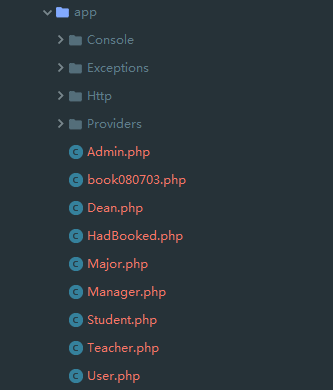 app
Console
Exceptions
Http
Providers
Admin.php
book080703.php
Dean.php
HadBooked.php
Major.php
Manager.php
Student.php
Teacher.php
User.php